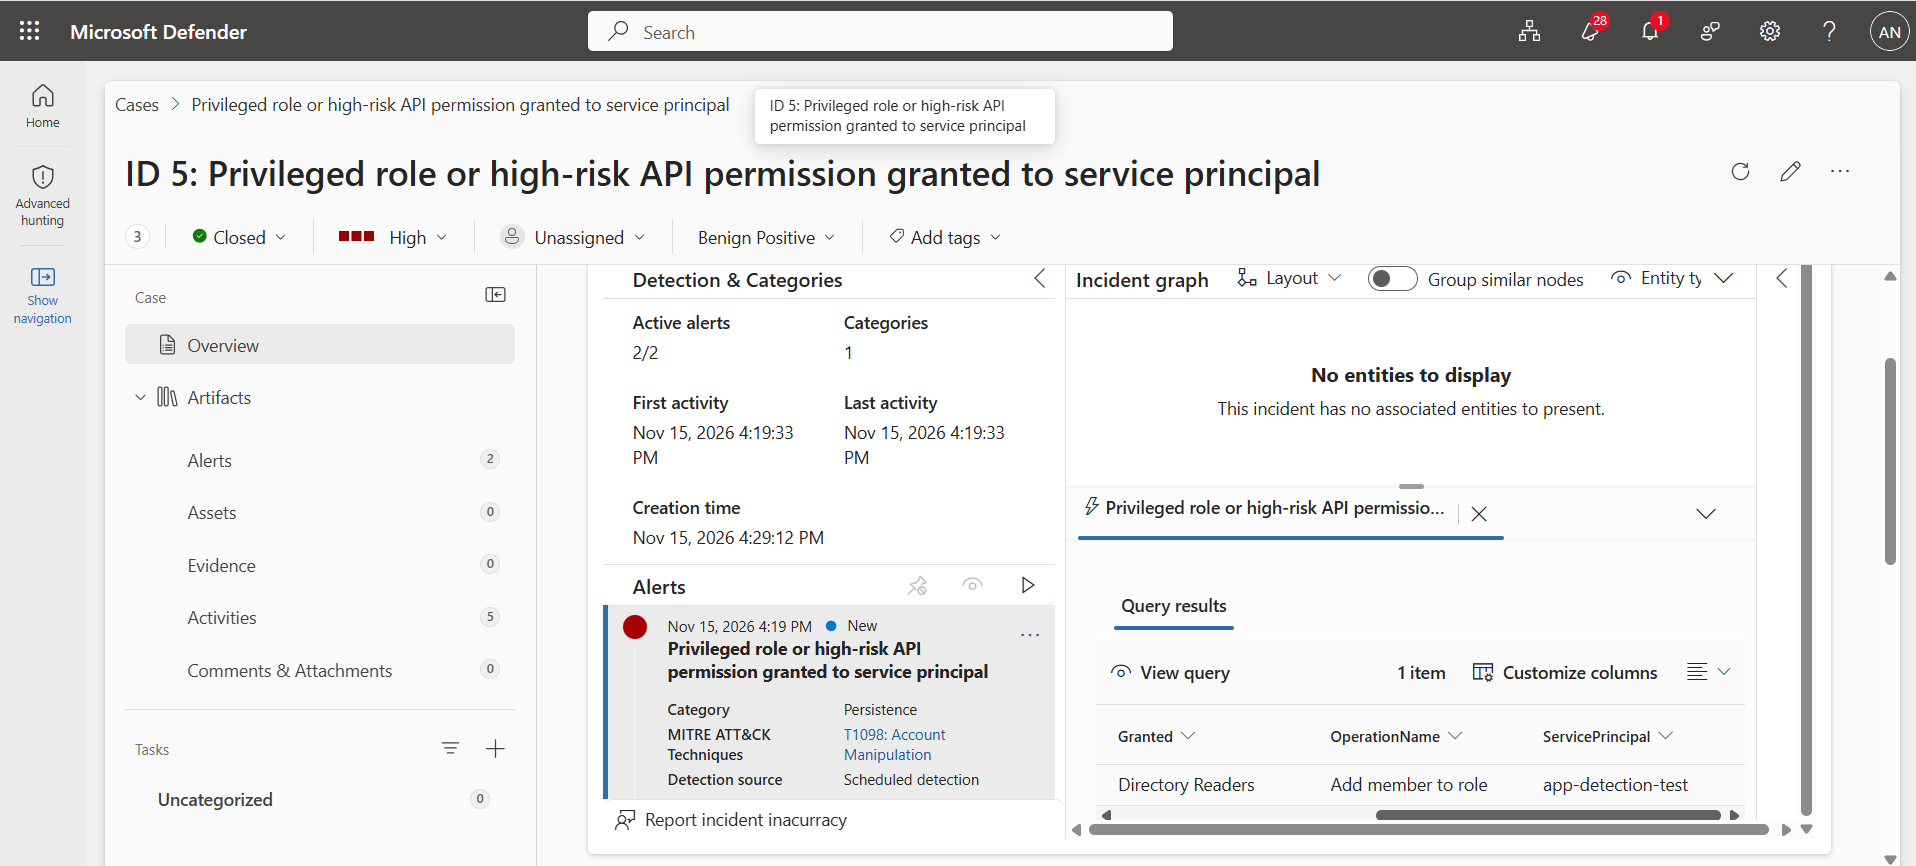 Microsoft Defender
Search
28
1
AN
Home
Advanced
hunting
Show
navigation
Cases
Privileged role or high-risk API permission granted to service principal
ID 5: Privileged role or high-risk API
permission granted to service principal
ID 5: Privileged role or high-risk API permission granted to service principal
3
Closed
High
Unassigned
Benign Positive
Add tags
Case
Overview
Artifacts
Alerts
2
Assets
0
Evidence
0
Activities
5
Comments & Attachments
0
Tasks
Uncategorized
0
Detection & Categories
Active alerts
Categories
2/2
1
First activity
Last activity
Nov 15, 2026 4:19:33
PM
Nov 15, 2026 4:19:33
PM
Creation time
Nov 15, 2026 4:29:12 PM
Alerts
Nov 15, 2026 4:19 PM
New
Privileged role or high-risk API
permission granted to service principal
Category
Persistence
MITRE ATT&CK
Techniques
T1098: Account
Manipulation
Detection source
Scheduled detection
Report incident inacurracy
Incident graph
Layout
Group similar nodes
Entity ty
No entities to display
This incident has no associated entities to present.
Privileged role or high-risk API permissio...
Query results
View query
1 item
Customize columns
Granted
OperationName
ServicePrincipal
Directory Readers
Add member to role
app-detection-test